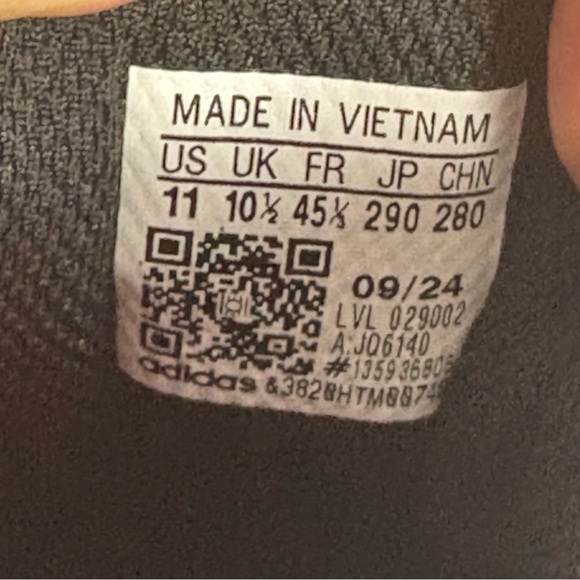 MADE IN VIETNAM
US UK FR JP CHN
11 10½ 45⅓ 290 280
09/24
LVL 029002
A:JQ6140
adidas